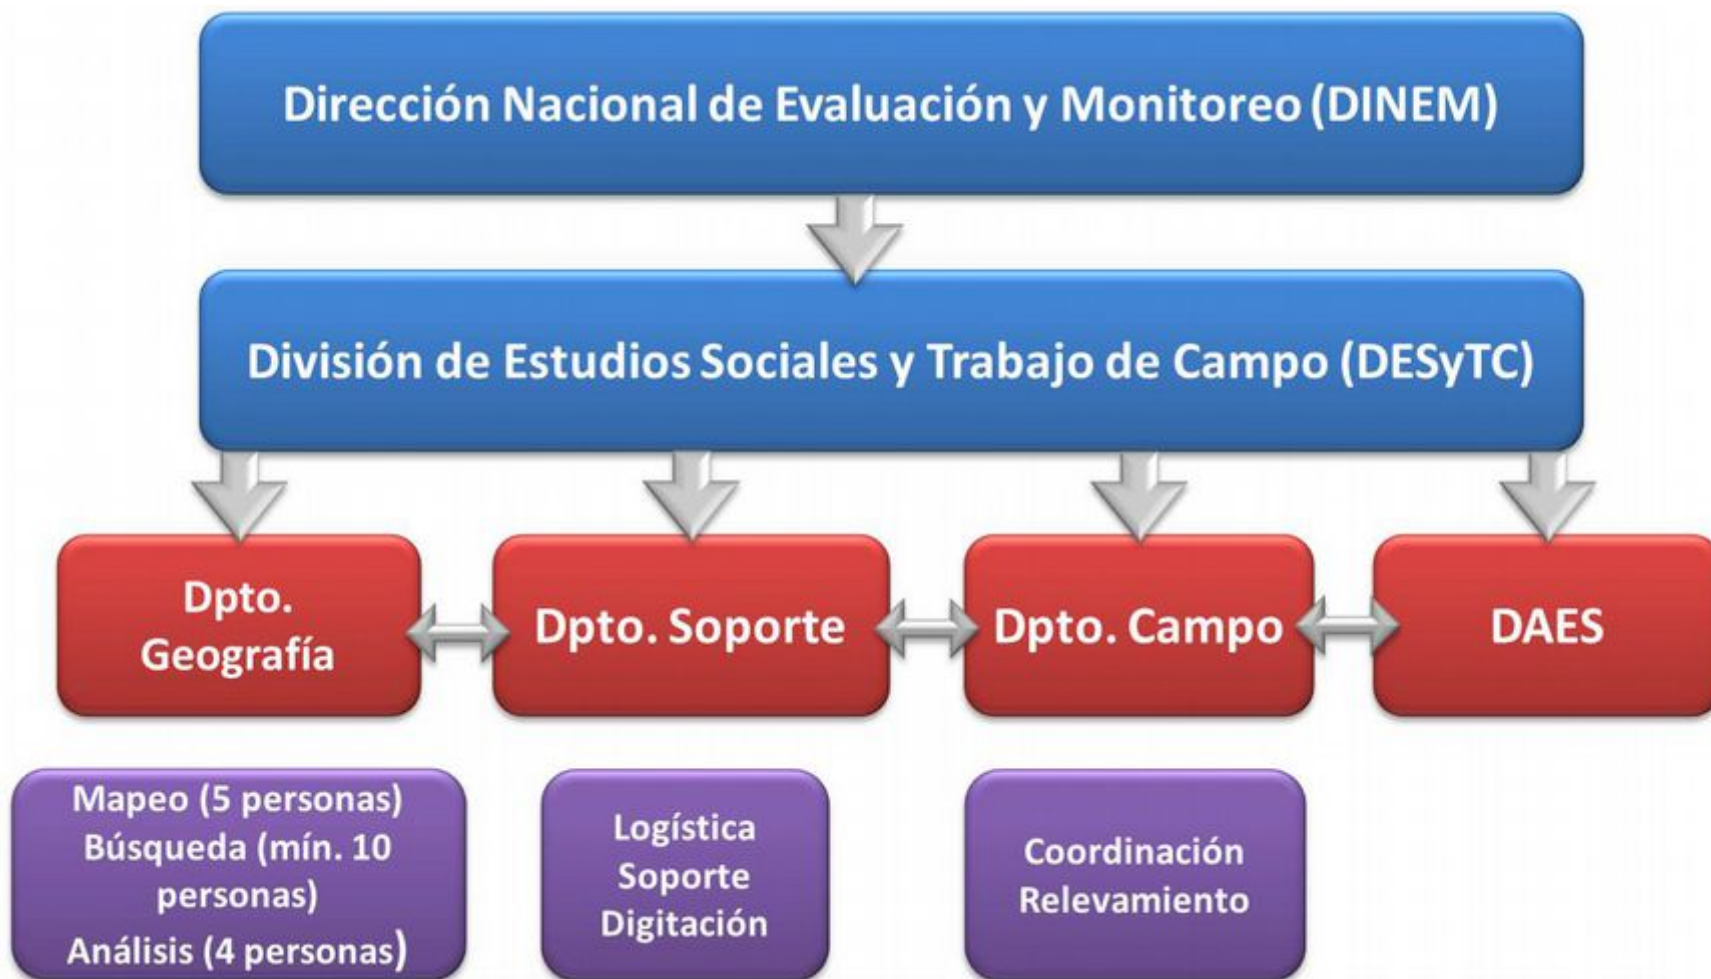 Dirección Nacional de Evaluación y Monitoreo (DINEM)
División de Estudios Sociales y Trabajo de Campo (DESyTC)
Dpto.
Geografía
Dpto. Soporte
Dpto. Campo
DAES
Mapeo (5 personas)
Búsqueda (mín. 10
personas)
Análisis (4 personas)
Logística
Soporte
Digitación
Coordinación
Relevamiento